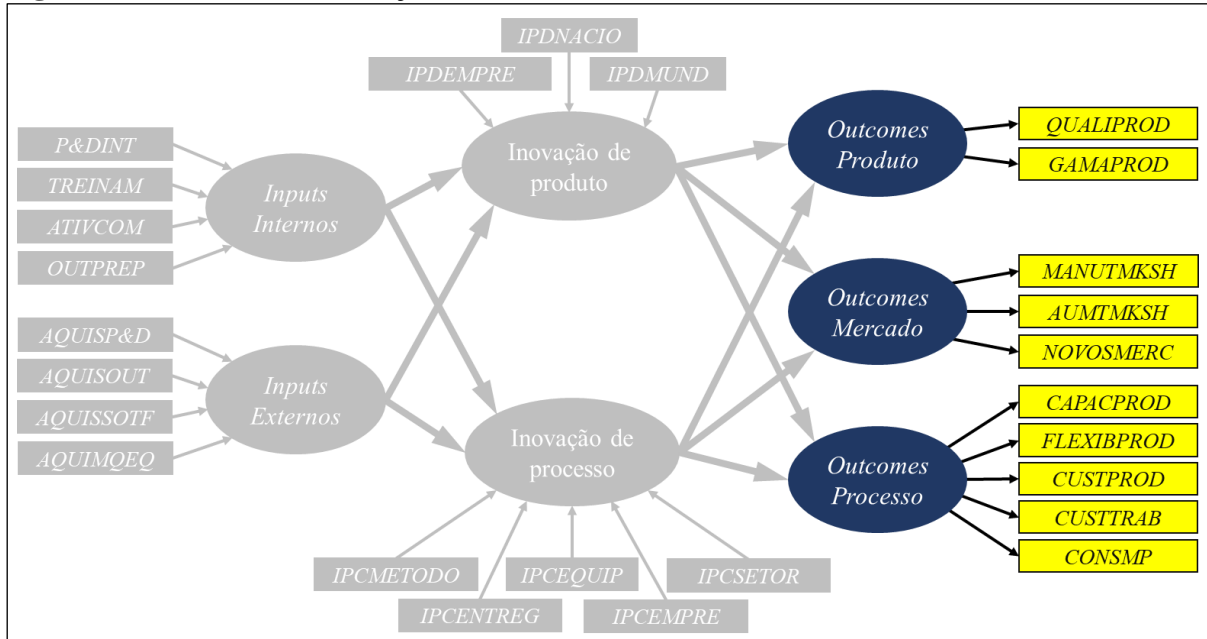 IPDNACIO
IPDEMPRE
IPDMUND
P&DINT
TREINAM
ATIVCOM
OUTPREP
Inputs
Internos
AQUISP&D
AQUISOUT
AQUISSOTF
AQUIMQEQ
Inputs
Externos
Inovação de
produto
Inovação de
processo
IPCMETODO
IPCEQUIP
IPCSETOR
IPCENTREG
IPCEMPRE
Outcomes
Produto
QUALIPROD
GAMAPROD
Outcomes
Mercado
MANUTMKSH
AUMTMKSH
NOVOSMERC
Outcomes
Processo
CAPACPROD
FLEXIBPROD
CUSTPROD
CUSTTRAB
CONSMP